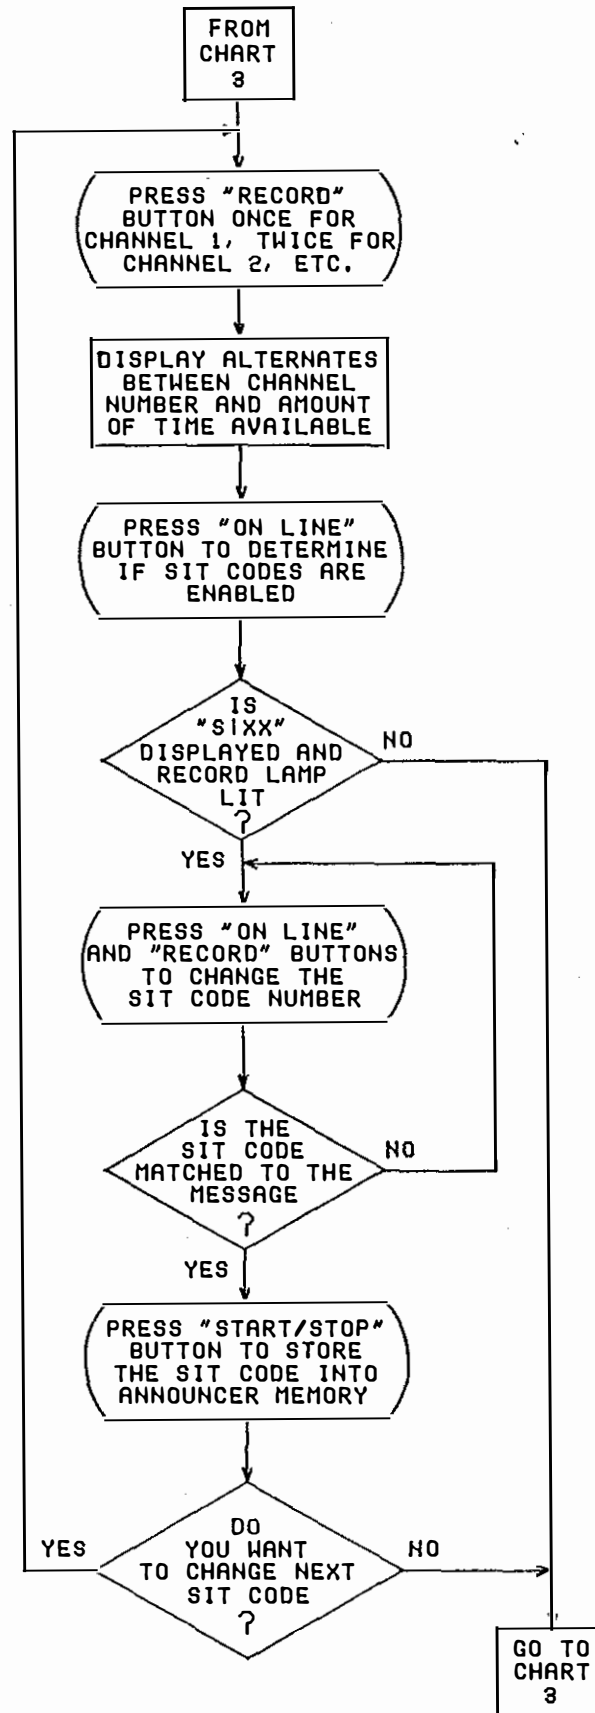 FROM
CHART
3
PRESS "RECORD"
BUTTON ONCE FOR
CHANNEL 1, TWICE FOR
CHANNEL 2, ETC.
DISPLAY ALTERNATES
BETWEEN CHANNEL
NUMBER AND AMOUNT
OF TIME AVAILABLE
PRESS "ON LINE"
BUTTON TO DETERMINE
IF SIT CODES ARE
ENABLED
IS
"SiXX"
DISPLAYED AND
RECORD LAMP
LIT
?
NO
YES
PRESS "ON LINE"
AND "RECORD" BUTTONS
TO CHANGE THE
SIT CODE NUMBER
IS THE
SIT CODE
MATCHED TO THE
MESSAGE
?
NO
YES
PRESS "START/STOP"
BUTTON TO STORE
THE SIT CODE INTO
ANNOUNCER MEMORY
DO
YOU WANT
TO CHANGE NEXT
SIT CODE
?
YES
NO
GO TO
CHART
3